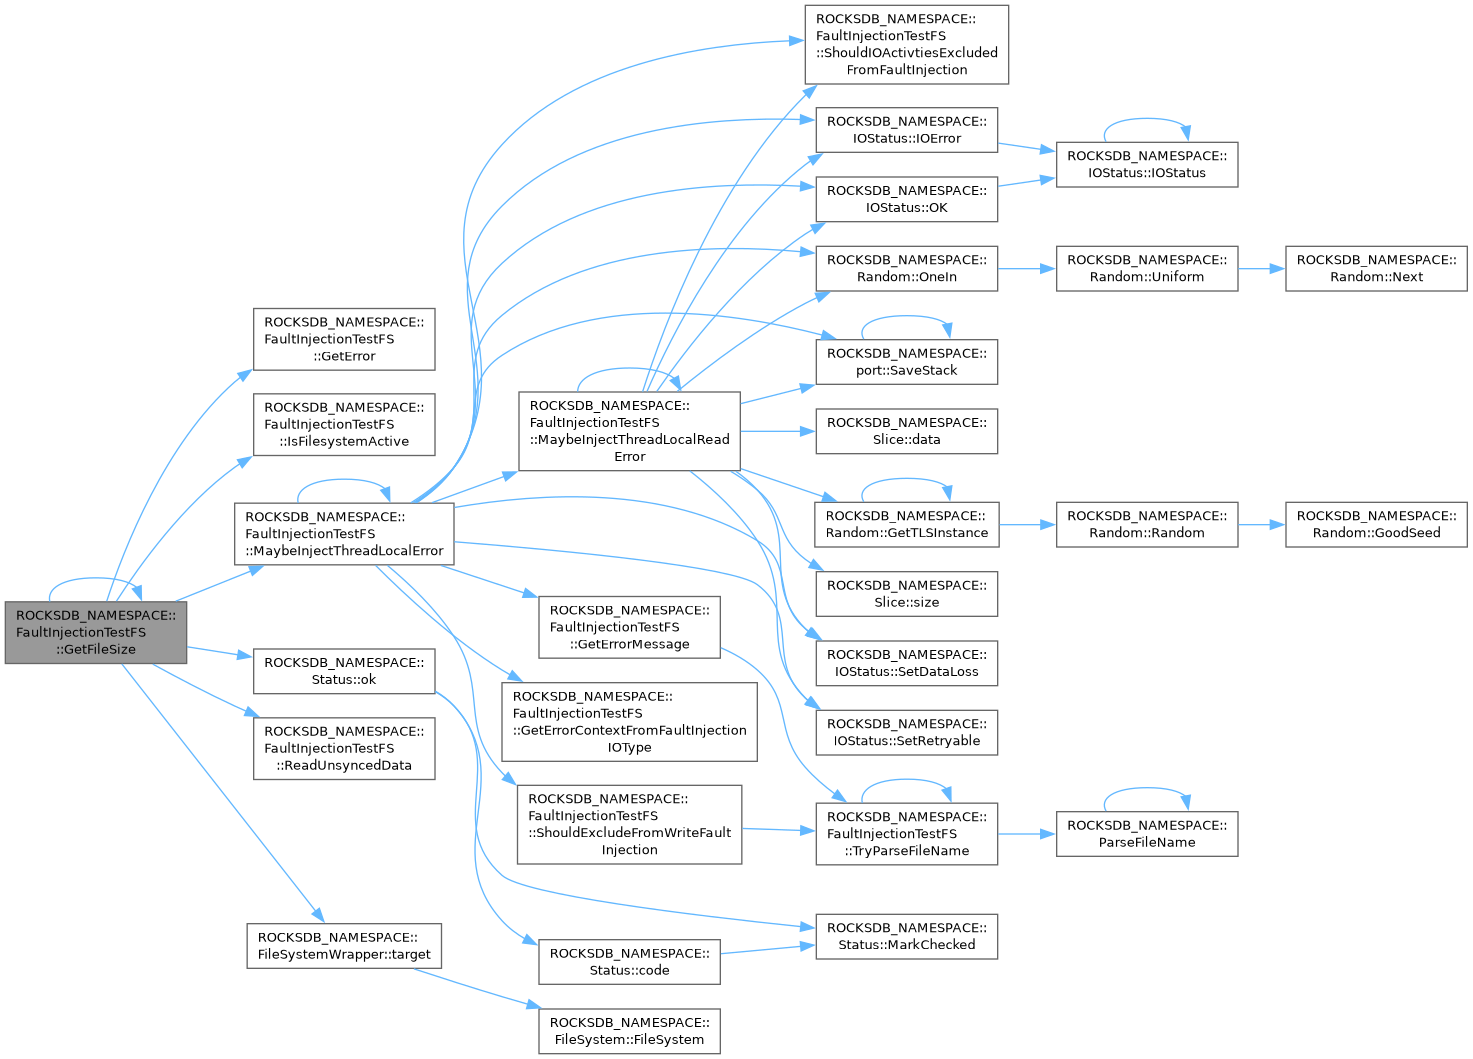 ROCKSDB_NAMESPACE::
FaultInjectionTestFS
::GetFileSize
ROCKSDB_NAMESPACE::
FaultInjectionTestFS
::GetError
ROCKSDB_NAMESPACE::
FaultInjectionTestFS
::IsFilesystemActive
ROCKSDB_NAMESPACE::
FaultInjectionTestFS
::MaybeInjectThreadLocalError
ROCKSDB_NAMESPACE::
Status::ok
ROCKSDB_NAMESPACE::
FaultInjectionTestFS
::ReadUnsyncedData
ROCKSDB_NAMESPACE::
FileSystemWrapper::target
ROCKSDB_NAMESPACE::
FaultInjectionTestFS
::MaybeInjectThreadLocalRead
Error
ROCKSDB_NAMESPACE::
FaultInjectionTestFS
::GetErrorMessage
ROCKSDB_NAMESPACE::
FaultInjectionTestFS
::GetErrorContextFromFaultInjection
IOType
ROCKSDB_NAMESPACE::
FaultInjectionTestFS
::ShouldExcludeFromWriteFault
Injection
ROCKSDB_NAMESPACE::
Status::code
ROCKSDB_NAMESPACE::
FileSystem::FileSystem
ROCKSDB_NAMESPACE::
FaultInjectionTestFS
::ShouldIOActivtiesExcluded
FromFaultInjection
ROCKSDB_NAMESPACE::
IOStatus::IOError
ROCKSDB_NAMESPACE::
IOStatus::OK
ROCKSDB_NAMESPACE::
Random::OneIn
ROCKSDB_NAMESPACE::
port::SaveStack
ROCKSDB_NAMESPACE::
Slice::data
ROCKSDB_NAMESPACE::
Random::GetTLSInstance
ROCKSDB_NAMESPACE::
Slice::size
ROCKSDB_NAMESPACE::
IOStatus::SetDataLoss
ROCKSDB_NAMESPACE::
IOStatus::SetRetryable
ROCKSDB_NAMESPACE::
FaultInjectionTestFS
::TryParseFileName
ROCKSDB_NAMESPACE::
Status::MarkChecked
ROCKSDB_NAMESPACE::
IOStatus::IOStatus
ROCKSDB_NAMESPACE::
Random::Uniform
ROCKSDB_NAMESPACE::
Random::Random
ROCKSDB_NAMESPACE::
ParseFileName
ROCKSDB_NAMESPACE::
Random::Next
ROCKSDB_NAMESPACE::
Random::GoodSeed